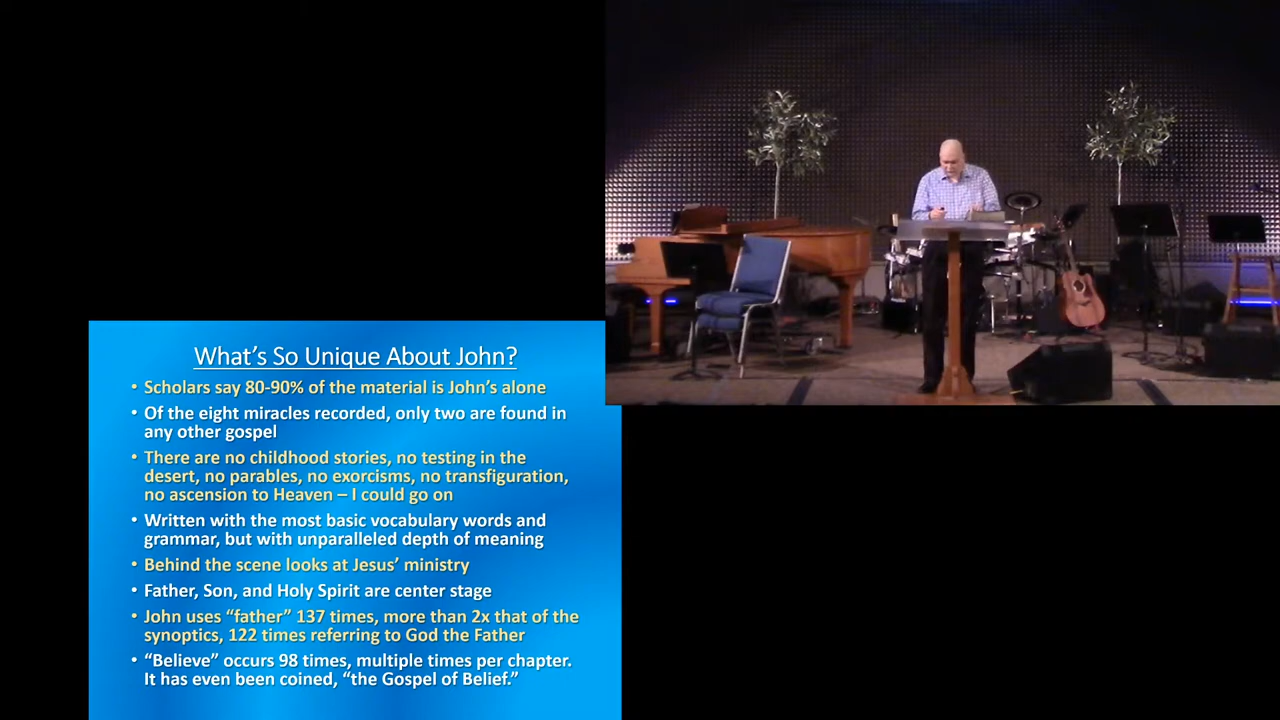 What's So Unique About John?
• Scholars say 80-90% of the material is John's alone
• Of the eight miracles recorded, only two are found in
any other gospel
• There are no childhood stories, no testing in the
desert, no parables, no exorcisms, no transfiguration,
no ascension to Heaven – I could go on
• Written with the most basic vocabulary words and
grammar, but with unparalleled depth of meaning
• Behind the scene looks at Jesus' ministry
• Father, Son, and Holy Spirit are center stage
• John uses “father” 137 times, more than 2x that of the
synoptics, 122 times referring to God the Father
• “Believe” occurs 98 times, multiple times per chapter.
It has even been coined, “the Gospel of Belief.”